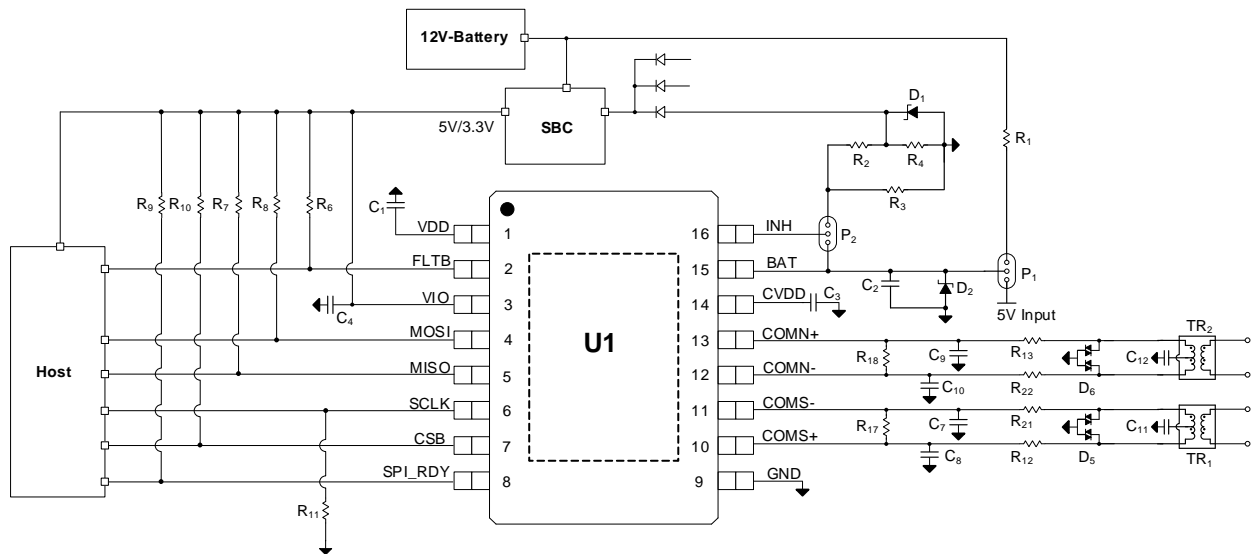 12V-Battery
5V/3.3V
SBC
D1
R2
R4
R3
R1
R9
R10
R7
R8
R6
C1
VDD
1
16
INH
P2
FLTB
2
15
BAT
C2
D2
P1
5V Input
VIO
3
14
CVDD
C3
C4
MOSI
4
13
COMN+
TR2
U1
R18
C9
R13
C12
Host
MISO
5
12
COMN-
C10
R22
D6
SCLK
6
11
COMS-
R17
C7
R21
C11
CSB
7
10
COMS+
C8
R12
D5
TR1
SPI_RDY
8
9
GND
R11